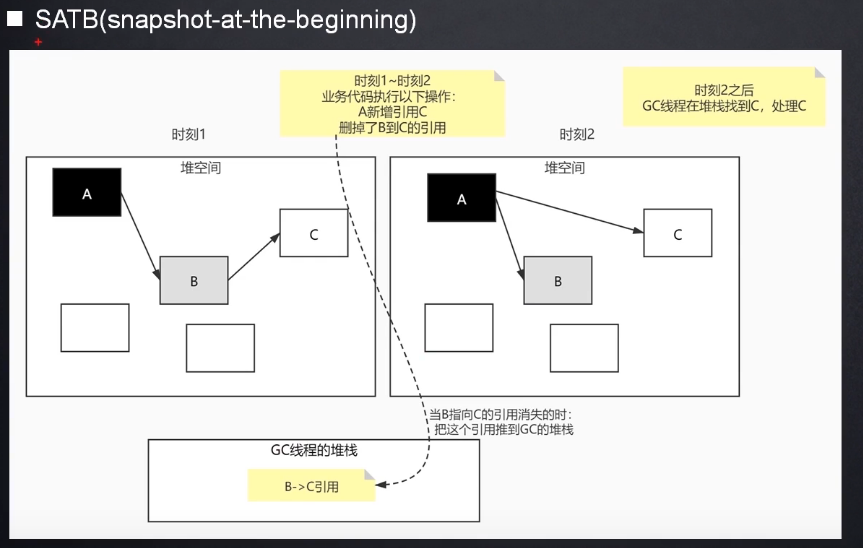 SATB(snapshot-at-the-beginning)
时刻1~时刻2
业务代码执行以下操作：
A新增引用C
删掉了B到C的引用
时刻2之后
GC线程在堆栈找到C，处理C
时刻1
时刻2
堆空间
A
C
B
堆空间
A
C
B
当B指向C的引用消失的时：
把这个引用推到GC的堆栈
GC线程的堆栈
B->C引用